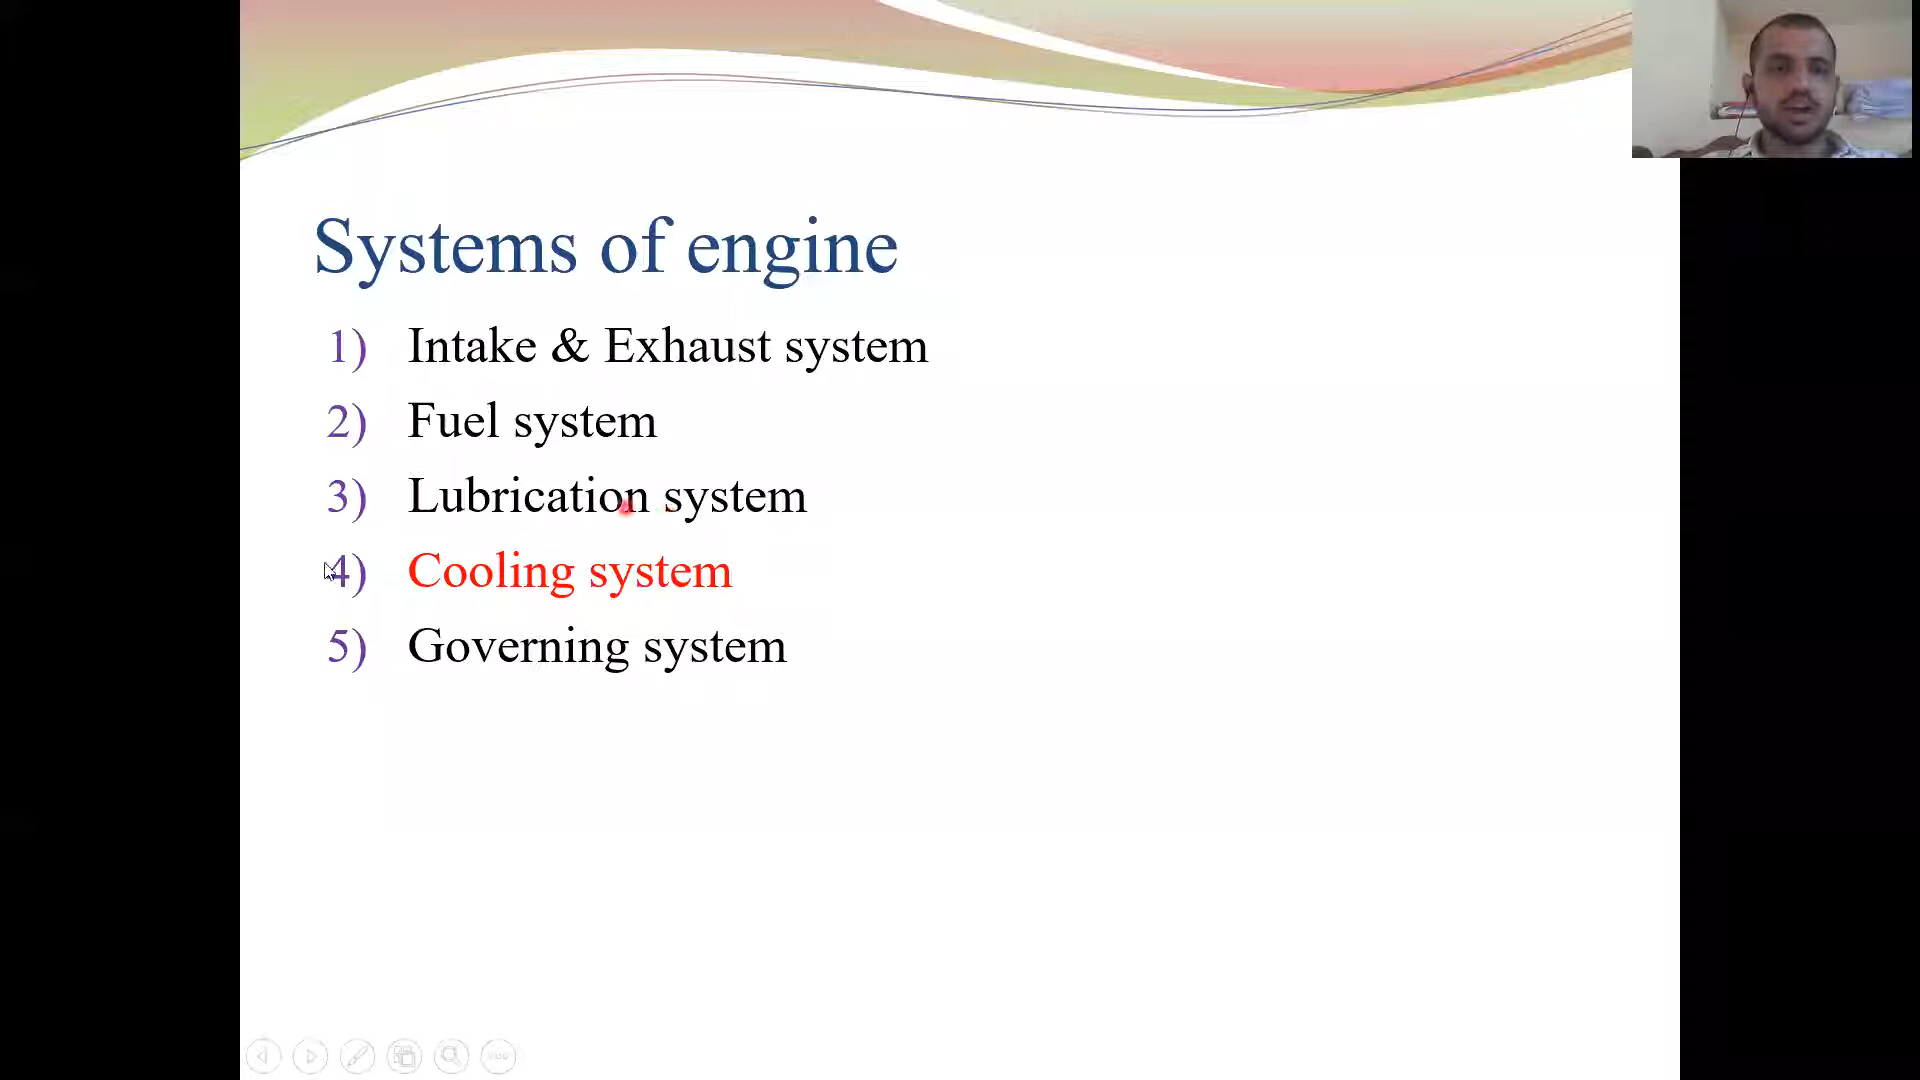 Systems of engine
1) Intake & Exhaust system
2) Fuel system
3) Lubrication system
4) Cooling system
5) Governing system